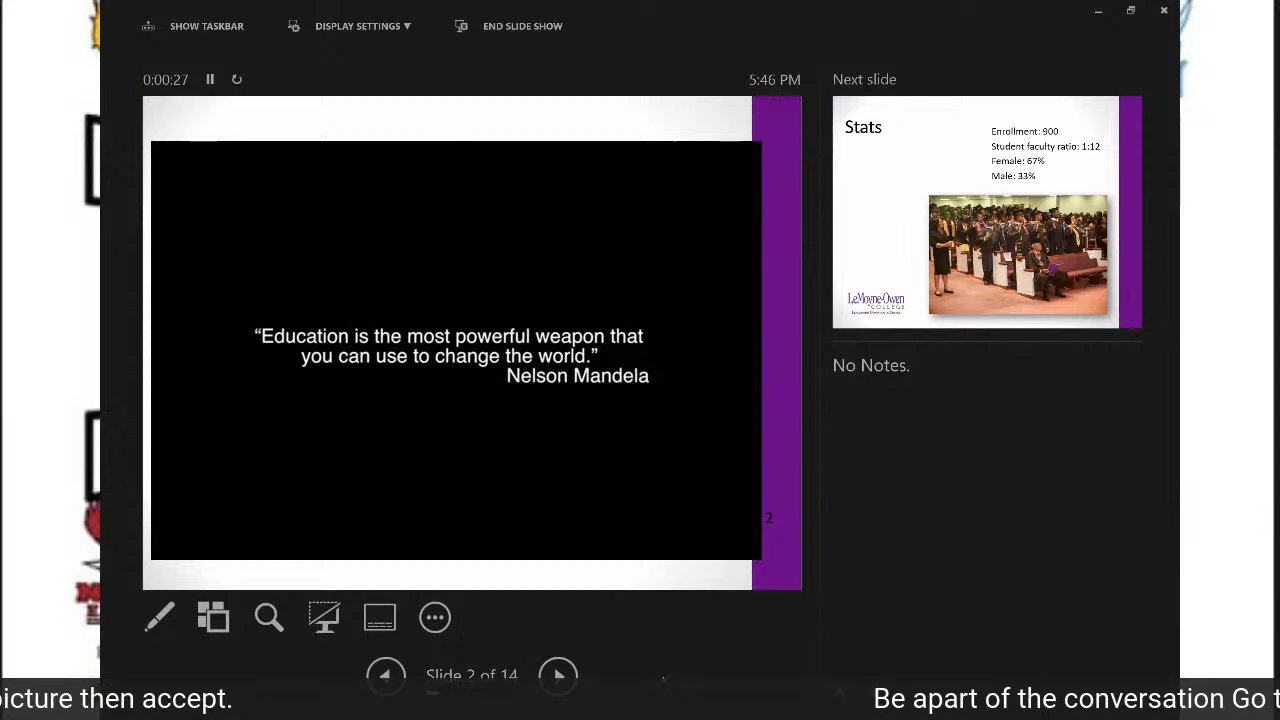 SHOW TASKBAR
DISPLAY SETTINGS ▼
END SLIDE SHOW
0:00:27
5:46 PM
“Education is the most powerful weapon that
you can use to change the world.”
Nelson Mandela
2
Next slide
Stats
Enrollment: 900
Student faculty ratio: 1:12
Female: 67%
Male: 33%
LeMoyne-Owen
COLLEGE
No Notes.
Slide 2 of 14
picture then accept.
Be apart of the conversation Go t